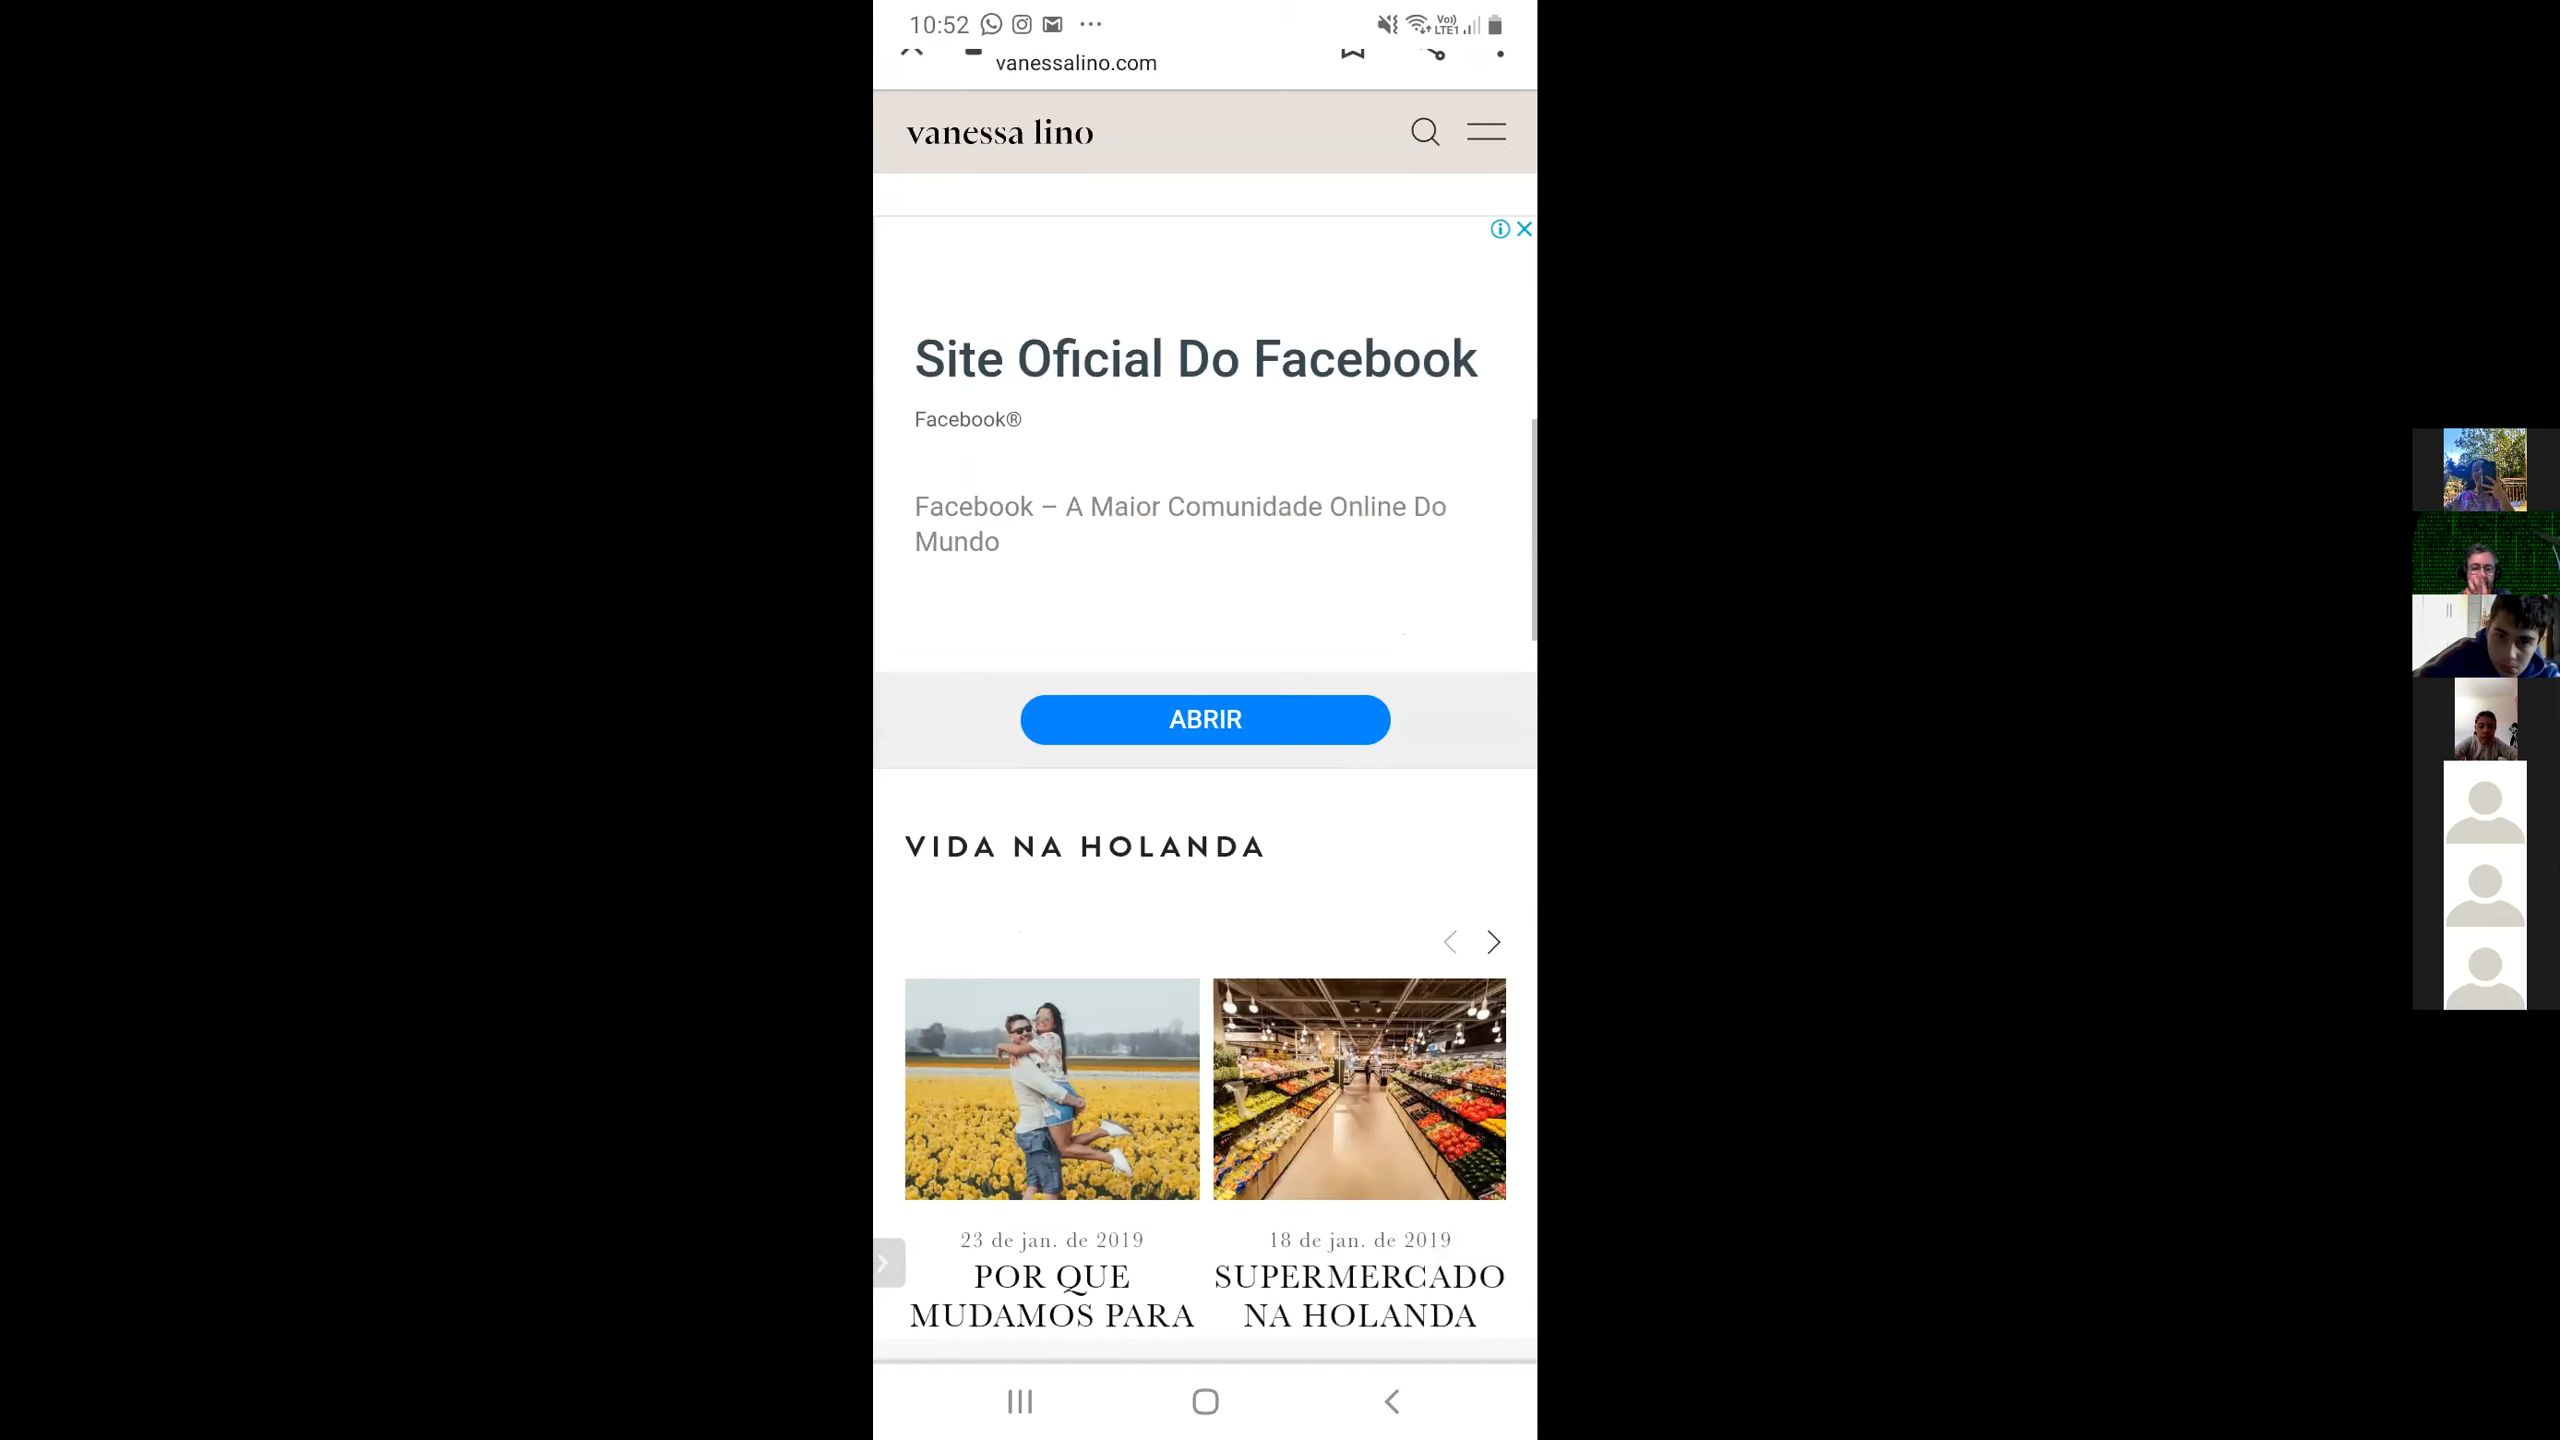 10:52
Vo))
LTE1
vanessalino.com
vanessa lino
Site Oficial Do Facebook
Facebook®
Facebook – A Maior Comunidade Online Do
Mundo
ABRIR
VIDA NA HOLANDA
23 de jan. de 2019
POR QUE
MUDAMOS PARA
18 de jan. de 2019
SUPERMERCADO
NA HOLANDA